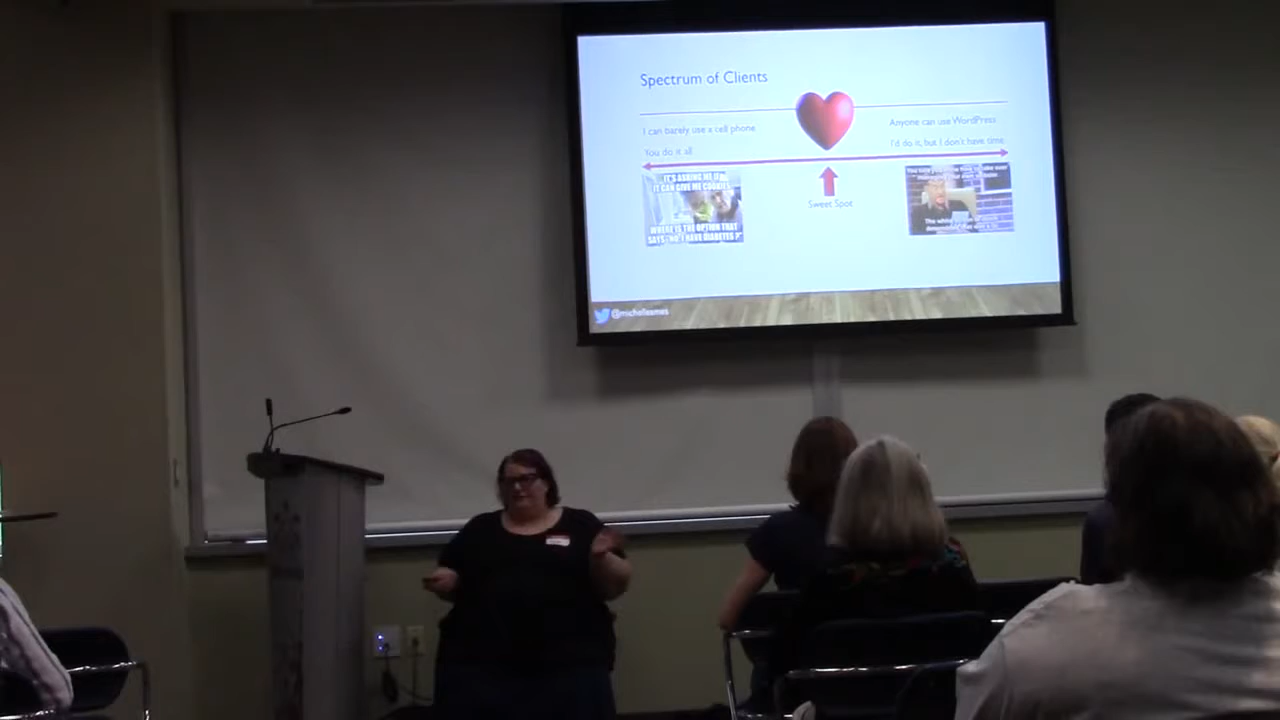 Spectrum of Clients
I can barely use a cell phone
You do it all
Anyone can use WordPress
I'd do it, but I don't have time
Sweet Spot
IT'S ASKING ME IF
IT CAN GIVE ME COOKIES
WHERE IS THE OPTION THAT
SAYS "NO, I HAVE DIABETES"?
@michelleames